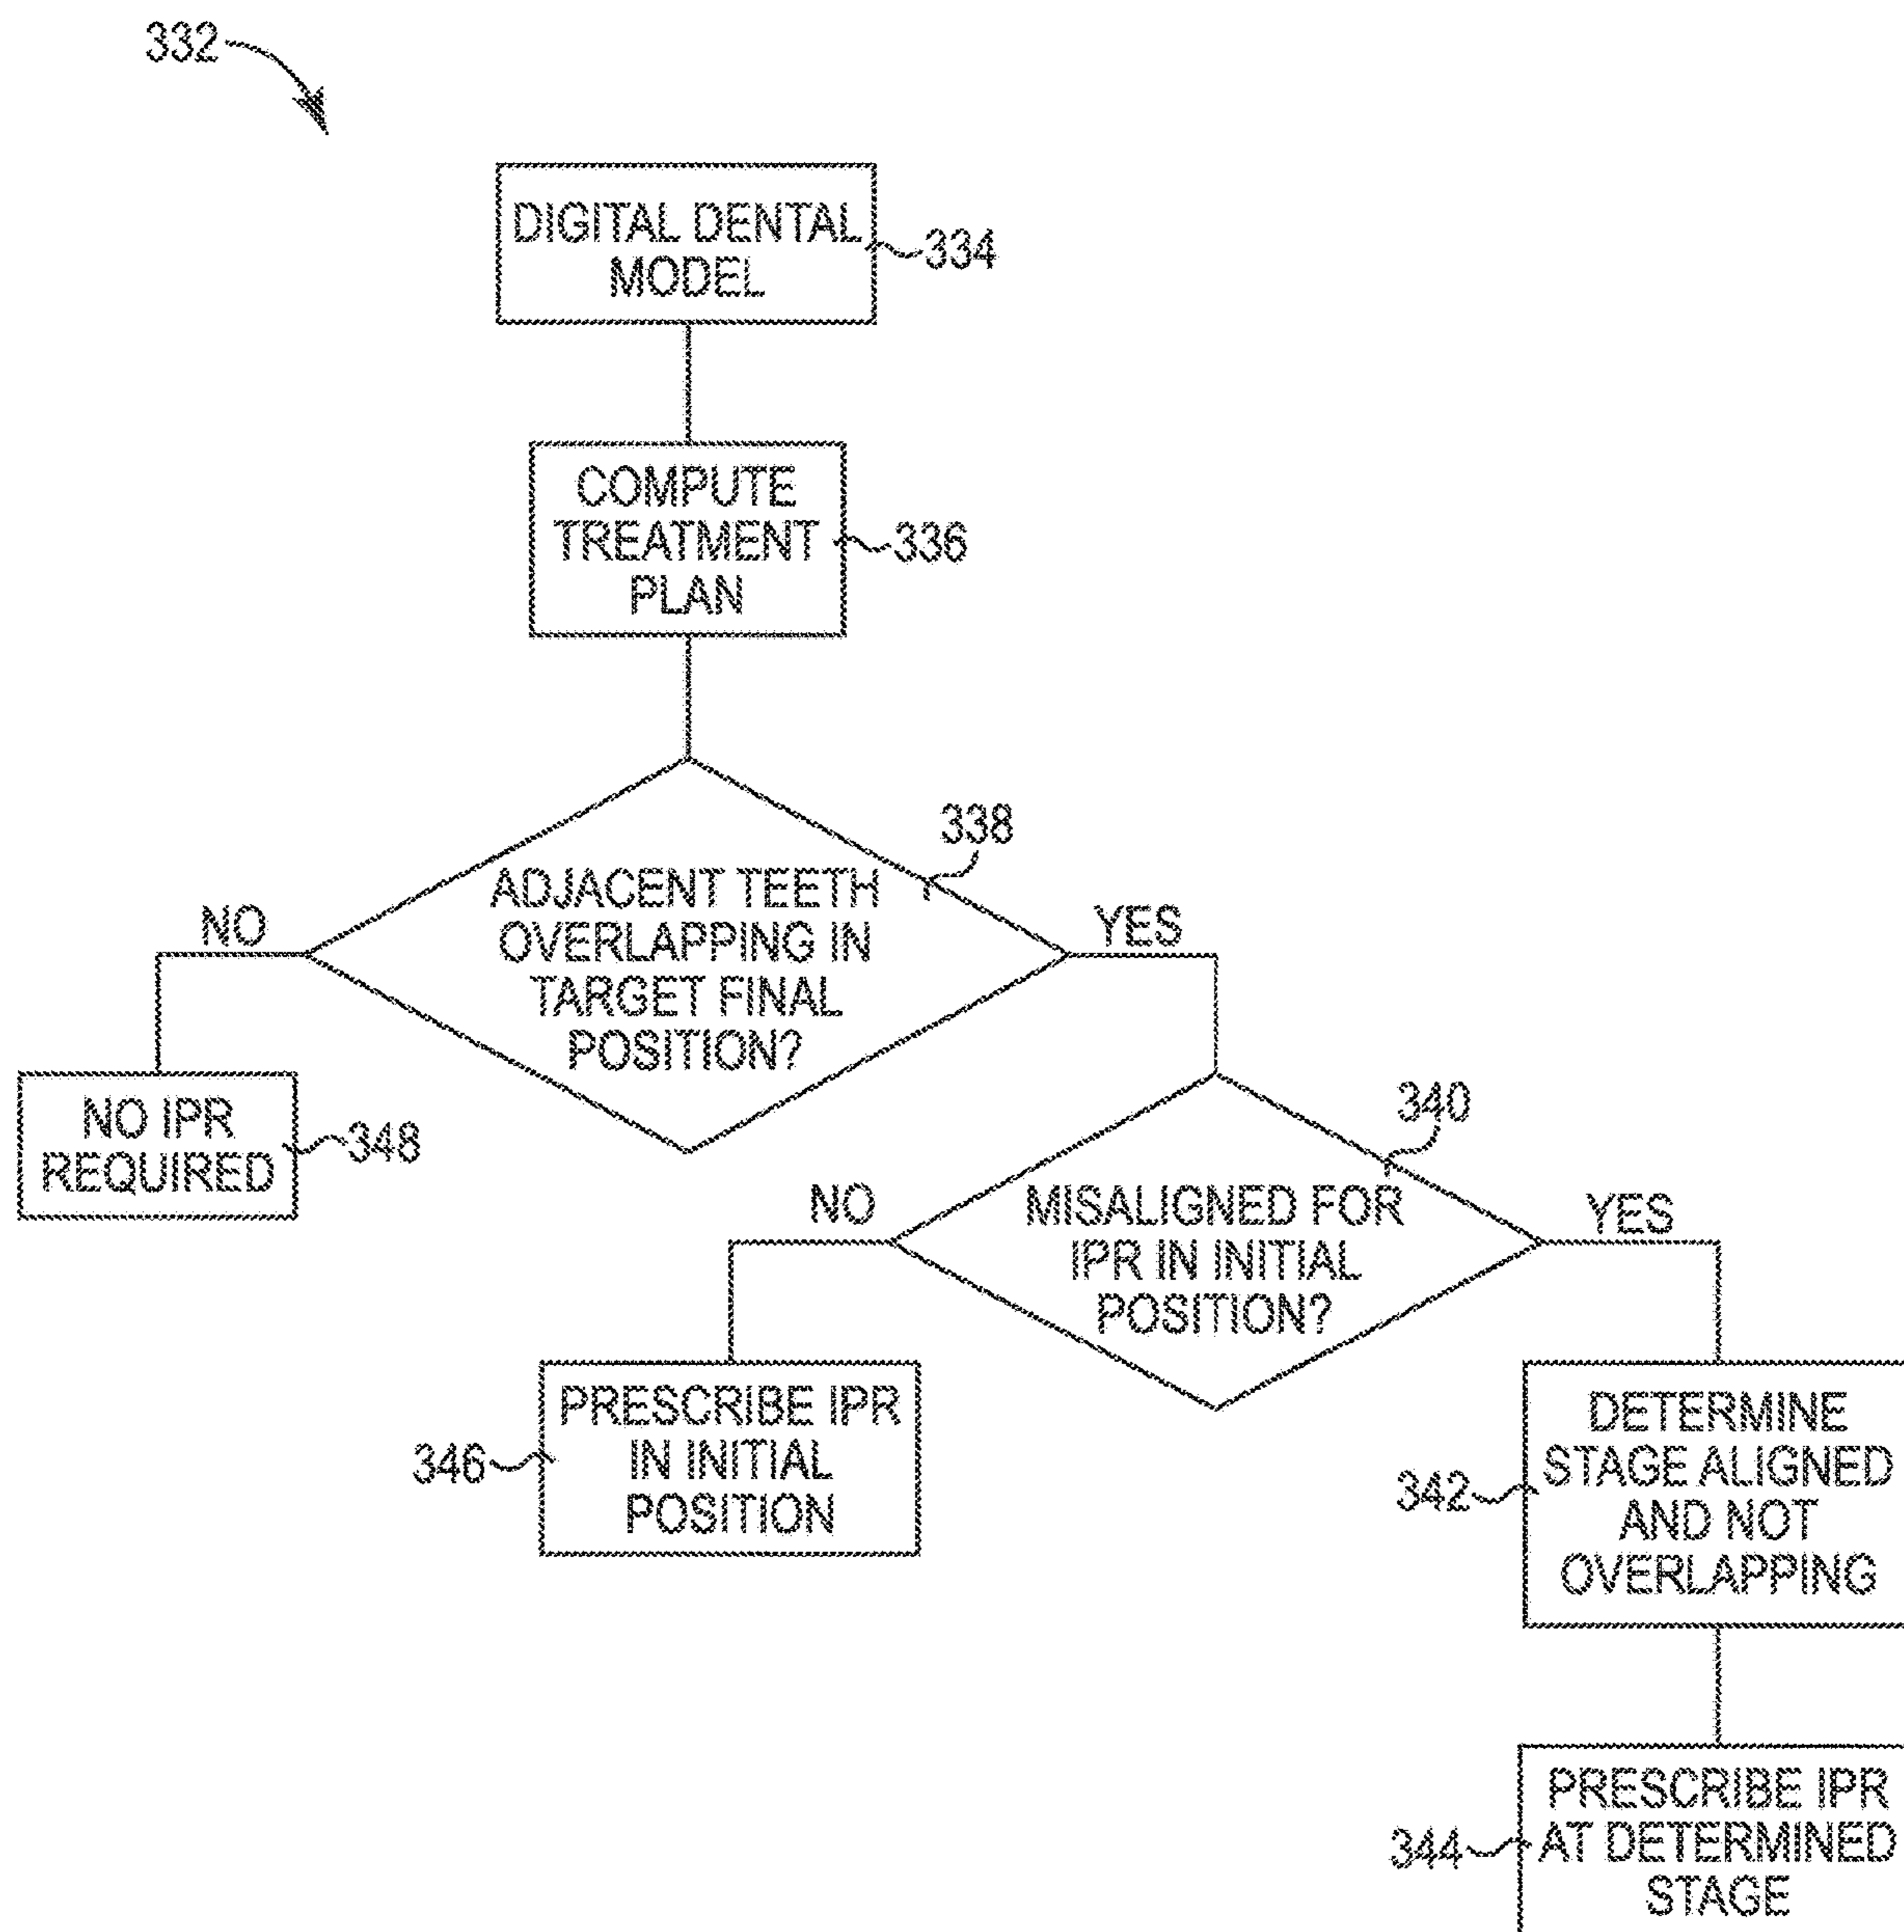 332
DIGITAL DENTAL
MODEL
334
COMPUTE
TREATMENT
PLAN
336
338
ADJACENT TEETH
OVERLAPPING IN
TARGET FINAL
POSITION?
NO
YES
NO IPR
REQUIRED
348
340
MISALIGNED FOR
IPR IN INITIAL
POSITION?
NO
YES
PRESCRIBE IPR
IN INITIAL
POSITION
346
DETERMINE
STAGE ALIGNED
AND NOT
OVERLAPPING
342
PRESCRIBE IPR
AT DETERMINED
STAGE
344